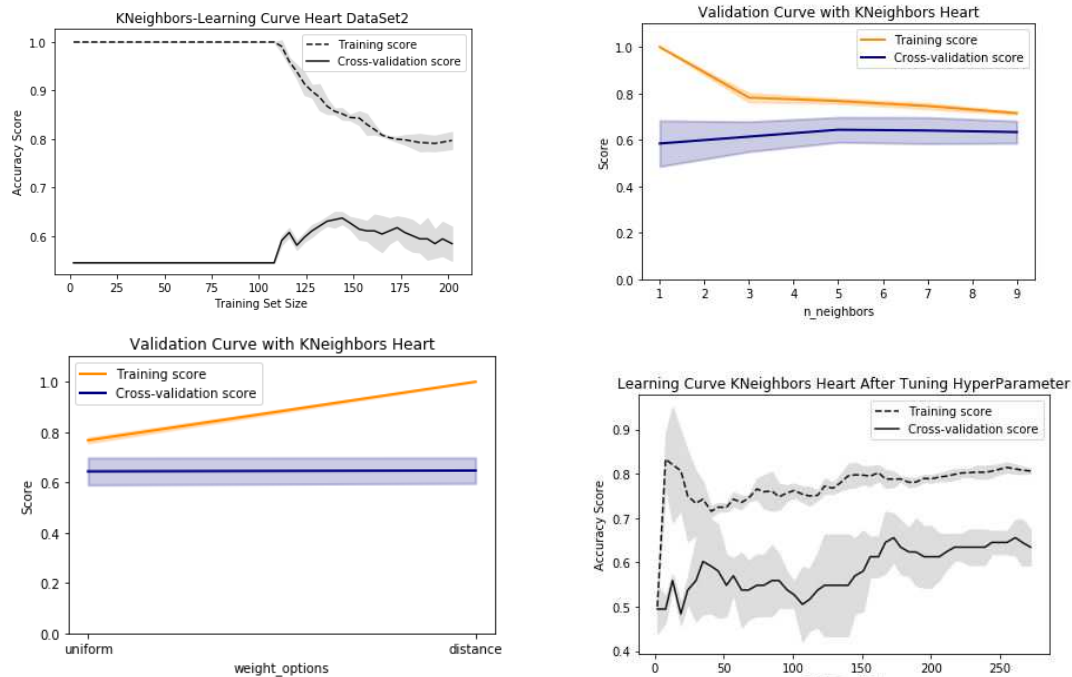 KNeighbors-Learning Curve Heart DataSet2
Training score
Cross-validation score
Accuracy Score
1.0
0.9
0.8
0.7
0.6
0 25 50 75 100 125 150 175 200
Training Set Size
Validation Curve with KNeighbors Heart
Training score
Cross-validation score
Score
1.0
0.8
0.6
0.4
0.2
0.0
1 2 3 4 5 6 7 8 9
n_neighbors
Validation Curve with KNeighbors Heart
Training score
Cross-validation score
Score
1.0
0.8
0.6
0.4
0.2
0.0
uniform distance
weight_options
Learning Curve KNeighbors Heart After Tuning HyperParameter
Training score
Cross-validation score
Accuracy Score
0.9
0.8
0.7
0.6
0.5
0.4
0 50 100 150 200 250